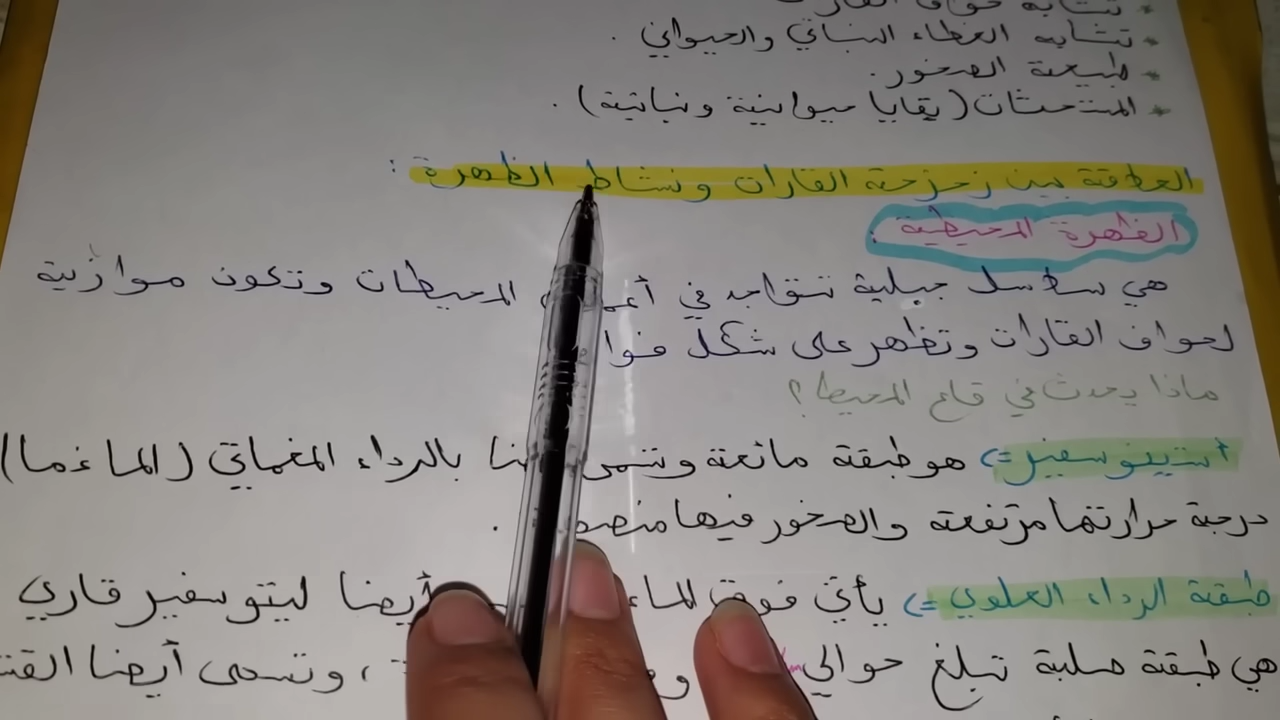 * تشابه حواف القارات
* تشابه الغطاء النباتي والحيواني .
* طبيعة الصخور.
* المستحثات (بقايا حيوانية ونباتية) .
العلاقة بين زحزحة القارات ونشاط الظهرة :
الظهرة المحيطية :
هي سلاسل جبلية تتواجد في المحيطات وتكون موازية
لحواف القارات وتظهر على شكل
ماذا يحدث في قاع المحيط؟
أستينوسفير => هو طبقة مائعة وتسمى بالرداء المغماتي (الماغما)
درجة حرارتها مرتفعة والصخور فيها .
طبقة الرداء العلوي => يأتي فوق أيضا ليتوسفير قاري
هي طبقة صلبة تبلغ حوالي ، وتسمى أيضا